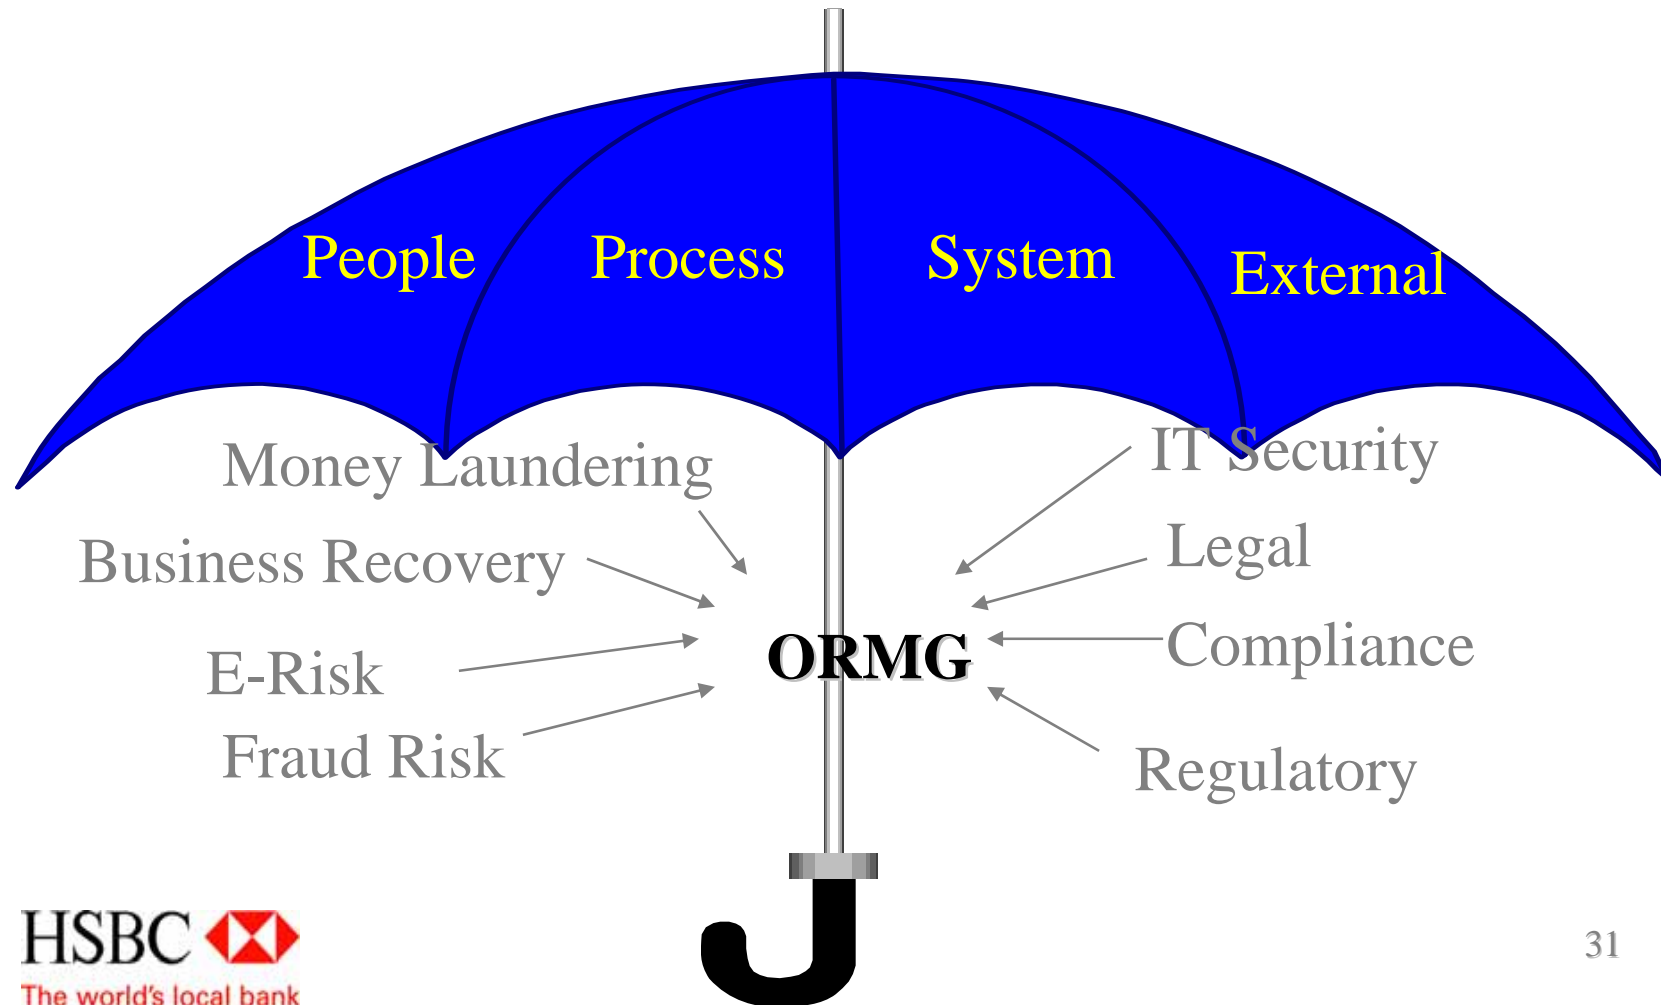 People Process System External
Money Laundering
IT Security
Business Recovery
Legal
E-Risk
ORMG
Compliance
Fraud Risk
Regulatory
HSBC
The world's local bank
31